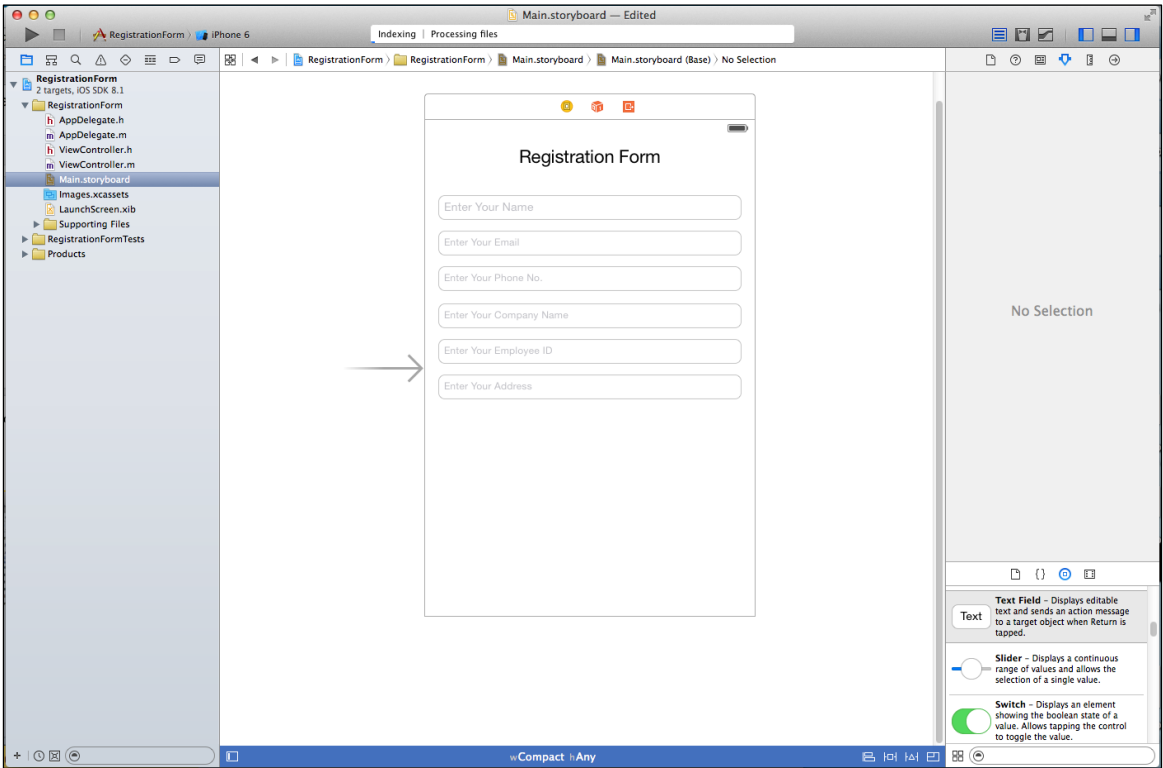 Main.storyboard — Edited
RegistrationForm 〉 iPhone 6
Indexing | Processing files
RegistrationForm 〉 RegistrationForm 〉 Main.storyboard 〉 Main.storyboard (Base) 〉 No Selection
RegistrationForm
2 targets, iOS SDK 8.1
RegistrationForm
h AppDelegate.h
m AppDelegate.m
h ViewController.h
m ViewController.m
Main.storyboard
Images.xcassets
LaunchScreen.xib
Supporting Files
RegistrationFormTests
Products
Registration Form
Enter Your Name
Enter Your Email
Enter Your Phone No.
Enter Your Company Name
Enter Your Employee ID
Enter Your Address
wCompact hAny
No Selection
Text
Text Field – Displays editable
text and sends an action message
to a target object when Return is
tapped.
Slider – Displays a continuous
range of values and allows the
selection of a single value.
Switch – Displays an element
showing the boolean state of a
value. Allows tapping the control
to toggle the value.